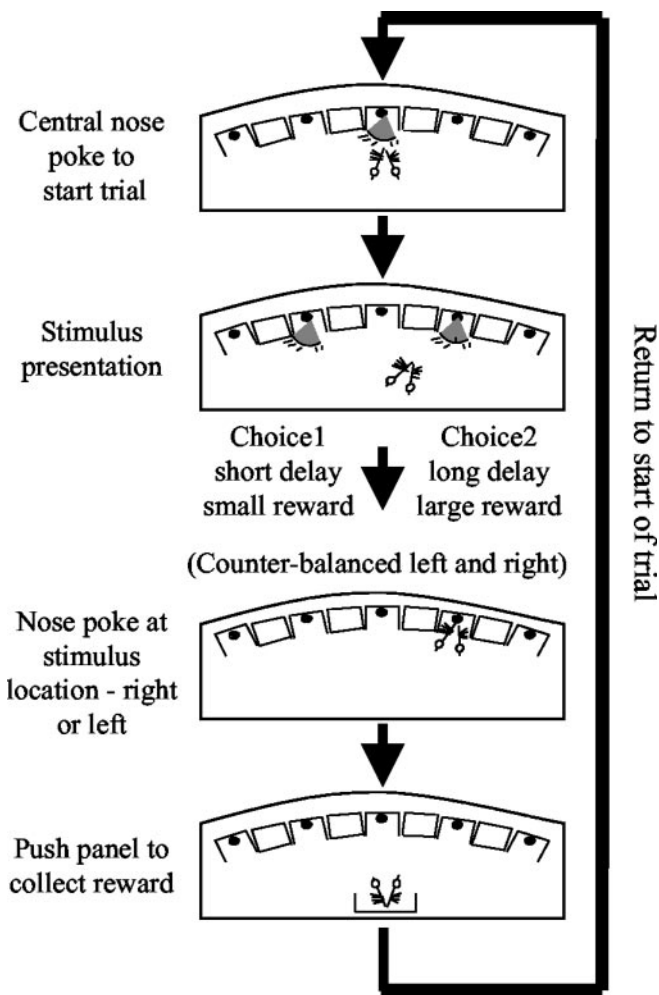 Central nose
poke to
start trial
Stimulus
presentation
Choice1
short delay
small reward
Choice2
long delay
large reward
(Counter-balanced left and right)
Nose poke at
stimulus
location - right
or left
Push panel to
collect reward
Return to start of trial